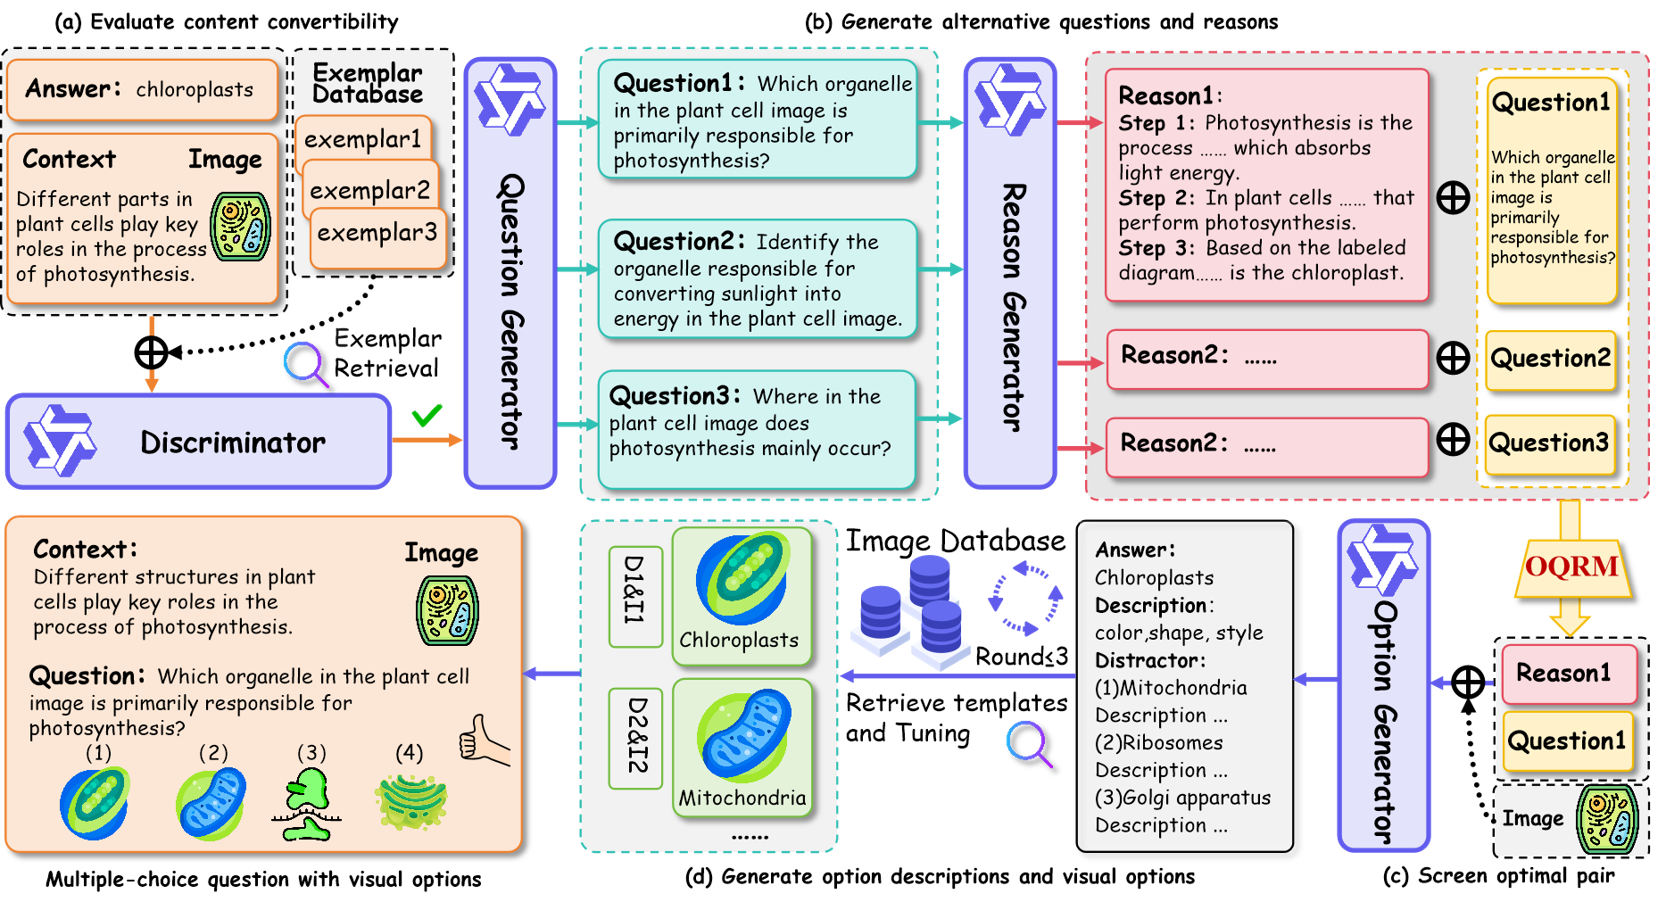 (a) Evaluate content convertibility
(b) Generate alternative questions and reasons
Answer: chloroplasts
Context
Image
Different parts in
plant cells play key
roles in the process
of photosynthesis.
Exemplar
Database
exemplar1
exemplar2
exemplar3
Exemplar
Retrieval
Discriminator
Question Generator
Question1: Which organelle
in the plant cell image is
primarily responsible for
photosynthesis?
Question2: Identify the
organelle responsible for
converting sunlight into
energy in the plant cell image.
Question3: Where in the
plant cell image does
photosynthesis mainly occur?
Reason Generator
Reason1:
Step 1: Photosynthesis is the
process ...... which absorbs
light energy.
Step 2: In plant cells ...... that
perform photosynthesis.
Step 3: Based on the labeled
diagram...... is the chloroplast.
Reason2: ......
Reason2: ......
Question1
Which organelle
in the plant cell
image is
primarily
responsible for
photosynthesis?
Question2
Question3
OQRM
Reason1
Question1
Image
(c) Screen optimal pair
Option Generator
Answer:
Chloroplasts
Description:
color,shape, style
Distractor:
(1)Mitochondria
Description ...
(2)Ribosomes
Description ...
(3)Golgi apparatus
Description ...
Image Database
Round≤3
Retrieve templates
and Tuning
D1&I1
Chloroplasts
D2&I2
Mitochondria
......
(d) Generate option descriptions and visual options
Context:
Image
Different structures in plant
cells play key roles in the
process of photosynthesis.
Question: Which organelle in the plant cell
image is primarily responsible for
photosynthesis?
(1)
(2)
(3)
(4)
Multiple-choice question with visual options